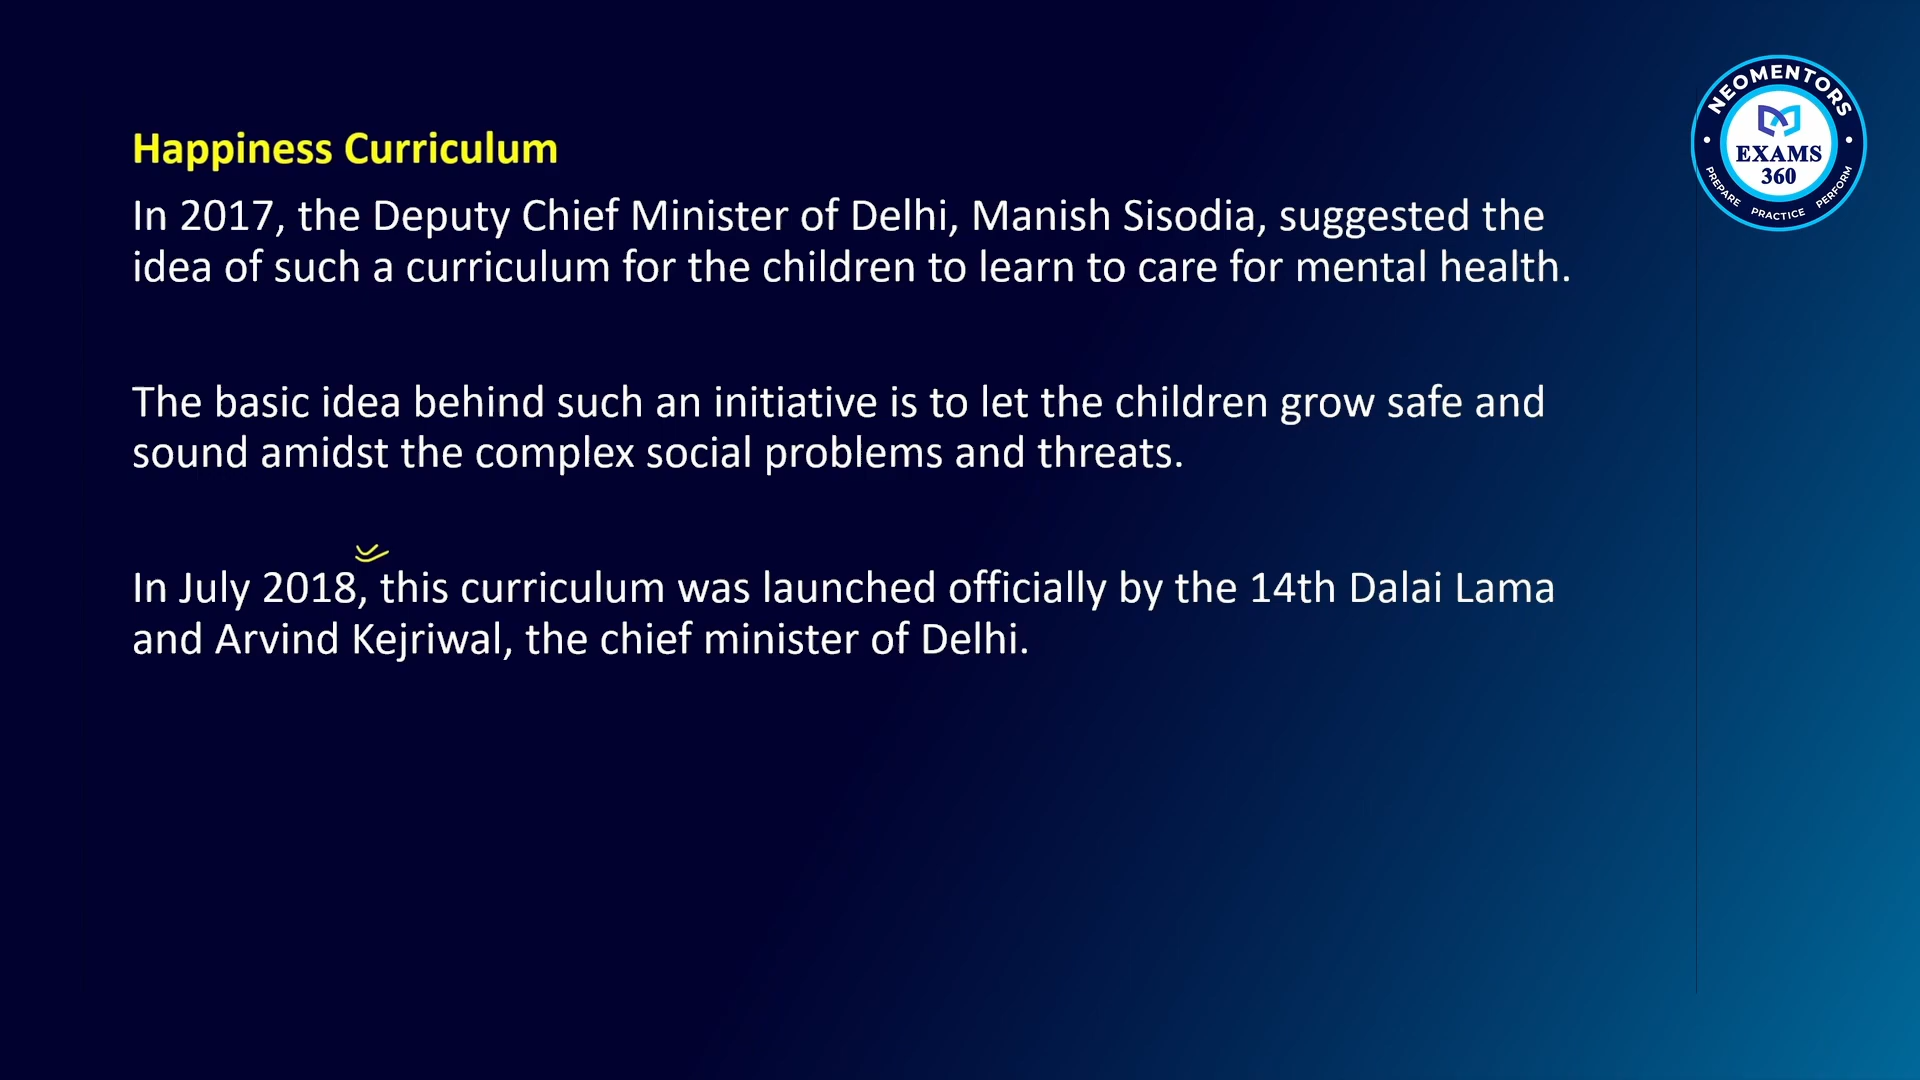 Happiness Curriculum
In 2017, the Deputy Chief Minister of Delhi, Manish Sisodia, suggested the
idea of such a curriculum for the children to learn to care for mental health.
The basic idea behind such an initiative is to let the children grow safe and
sound amidst the complex social problems and threats.
In July 2018, this curriculum was launched officially by the 14th Dalai Lama
and Arvind Kejriwal, the chief minister of Delhi.
NEOMENTORS
EXAMS
360
PREPARE PRACTICE PERFORM